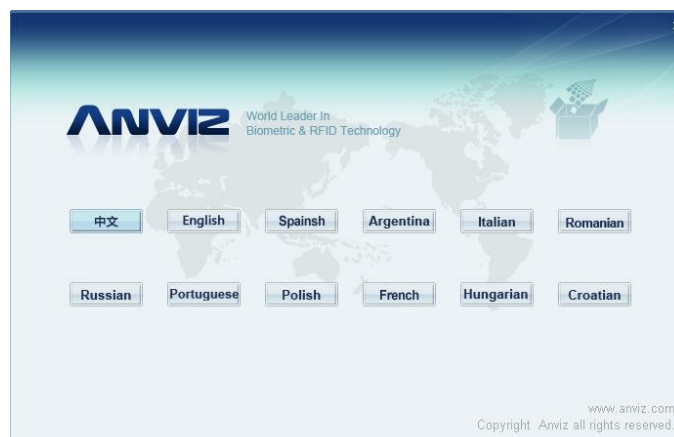 ANVIZ
World Leader In
Biometric & RFID Technology
中文 English Spainsh Argentina Italian Romanian
Russian Portuguese Polish French Hungarian Croatian
www.anviz.com
Copyright Anviz all rights reserved.